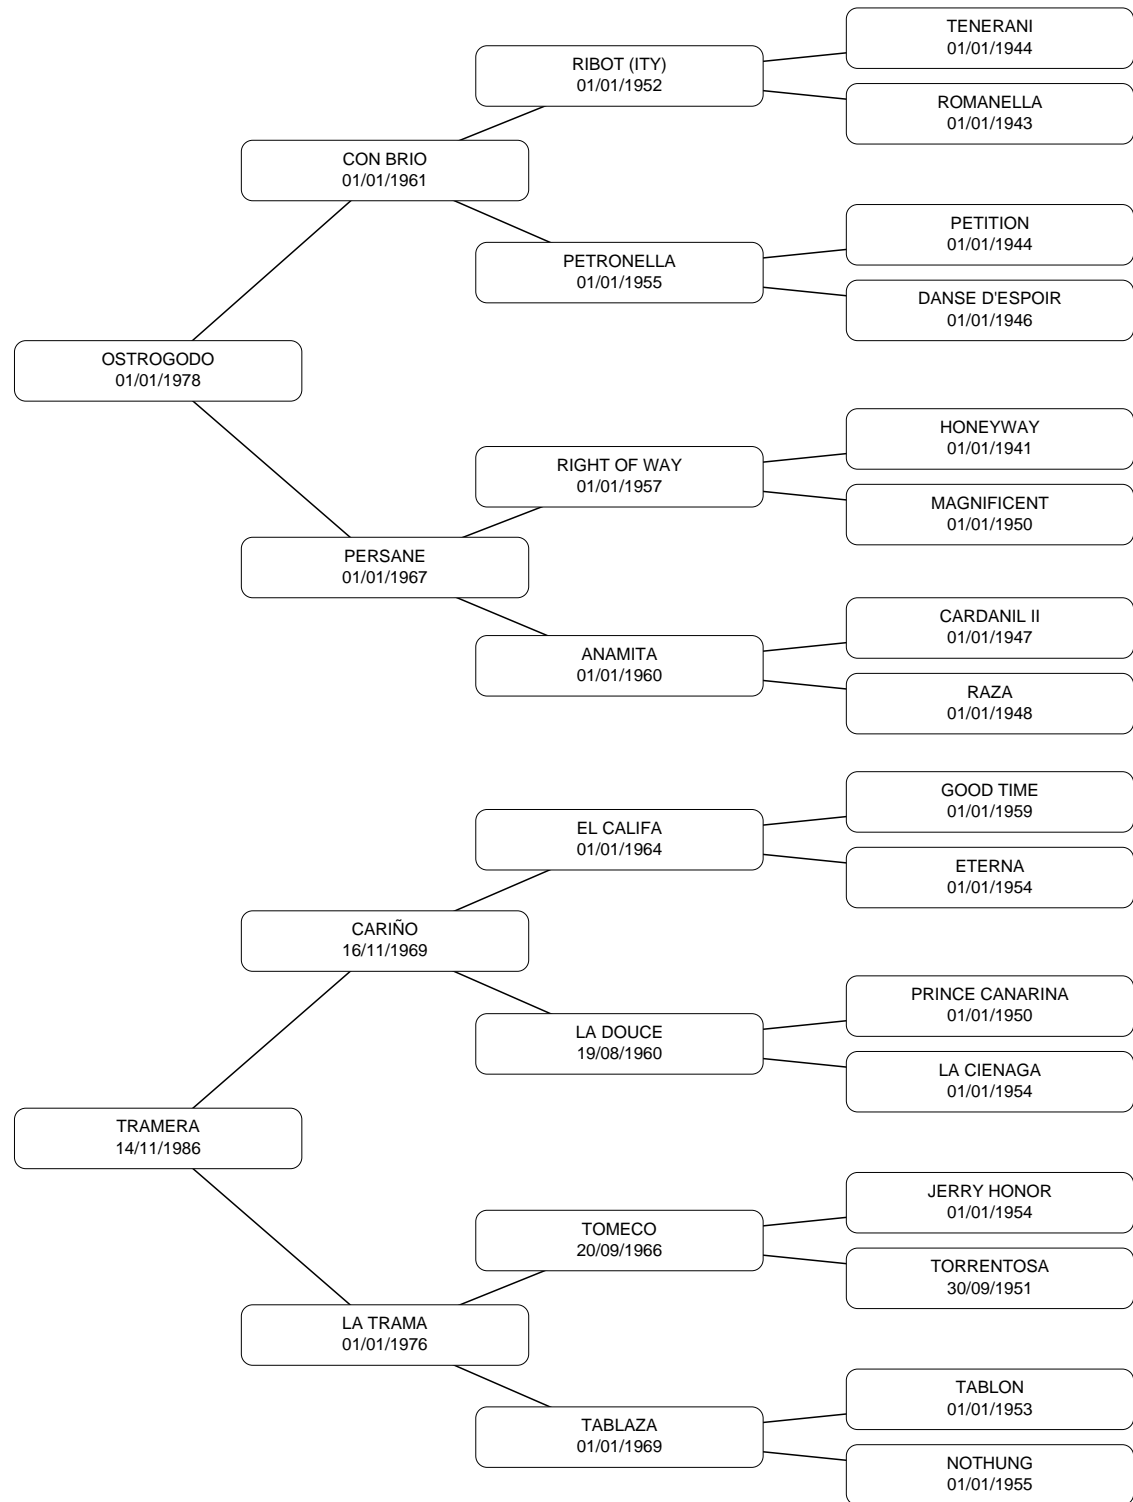 TENERANI
01/01/1944
RIBOT (ITY)
01/01/1952
ROMANELLA
01/01/1943
CON BRIO
01/01/1961
PETITION
01/01/1944
PETRONELLA
01/01/1955
DANSE D'ESPOIR
01/01/1946
OSTROGODO
01/01/1978
HONEYWAY
01/01/1941
RIGHT OF WAY
01/01/1957
MAGNIFICENT
01/01/1950
PERSANE
01/01/1967
CARDANIL II
01/01/1947
ANAMITA
01/01/1960
RAZA
01/01/1948
GOOD TIME
01/01/1959
EL CALIFA
01/01/1964
ETERNA
01/01/1954
CARIÑO
16/11/1969
PRINCE CANARINA
01/01/1950
LA DOUCE
19/08/1960
LA CIENAGA
01/01/1954
TRAMERA
14/11/1986
JERRY HONOR
01/01/1954
TOMECO
20/09/1966
TORRENTOSA
30/09/1951
LA TRAMA
01/01/1976
TABLON
01/01/1953
TABLAZA
01/01/1969
NOTHUNG
01/01/1955